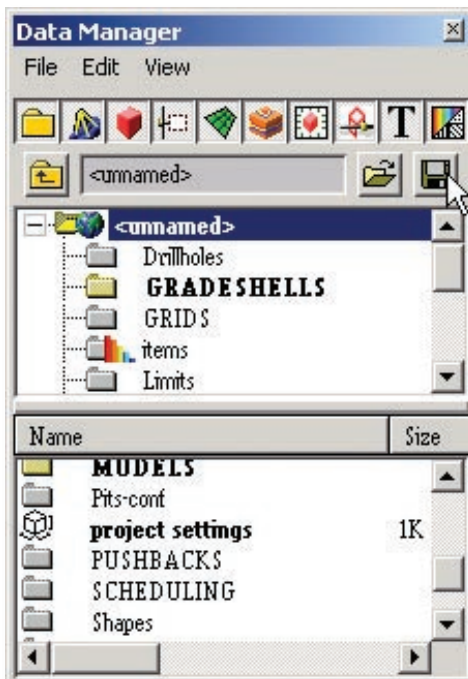 Data Manager
File Edit View
T
<unnamed>
<unnamed>
Drillholes
GRADESHELLS
GRIDS
items
Limits
Name Size
MODELS
Pits-conf
project settings 1K
PUSHBACKS
SCHEDULING
Shapes